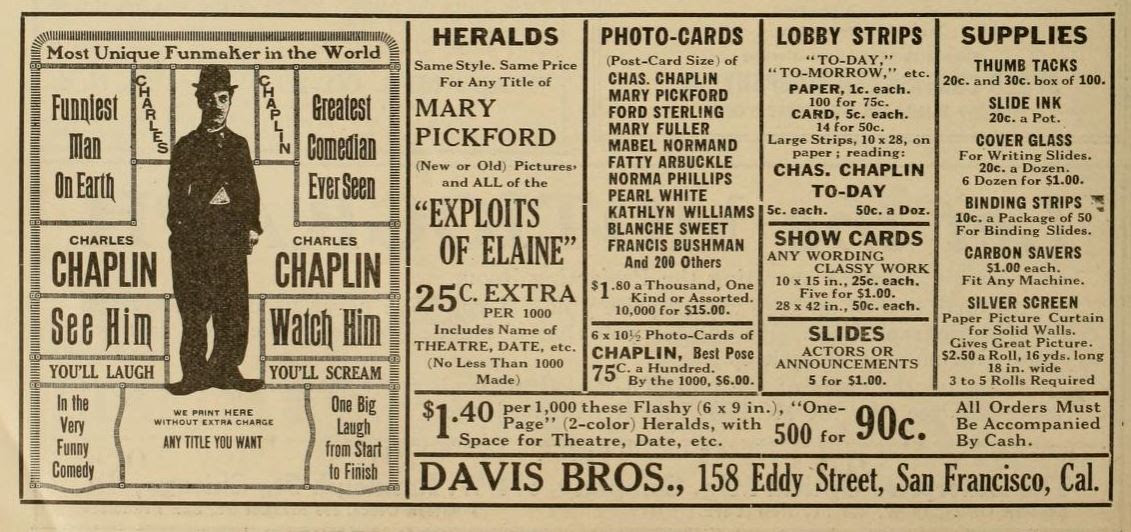 Most Unique Funmaker in the World
CHARLES
CHAPLIN
Funniest
Man
On Earth
Greatest
Comedian
Ever Seen
CHARLES
CHAPLIN
CHARLES
CHAPLIN
See Him
Watch Him
YOU'LL LAUGH
YOU'LL SCREAM
In the
Very
Funny
Comedy
WE PRINT HERE
WITHOUT EXTRA CHARGE
ANY TITLE YOU WANT
One Big
Laugh
from Start
to Finish
HERALDS
Same Style. Same Price
For Any Title of
MARY
PICKFORD
(New or Old) Pictures,
and ALL of the
"EXPLOITS
OF ELAINE"
25C. EXTRA
PER 1000
Includes Name of
THEATRE, DATE, etc.
(No Less Than 1000
Made)
PHOTO-CARDS
(Post-Card Size) of
CHAS. CHAPLIN
MARY PICKFORD
FORD STERLING
MARY FULLER
MABEL NORMAND
FATTY ARBUCKLE
NORMA PHILLIPS
PEARL WHITE
KATHLYN WILLIAMS
BLANCHE SWEET
FRANCIS BUSHMAN
And 200 Others
$1.80 a Thousand, One
Kind or Assorted.
10,000 for $15.00.
6 x 10½ Photo-Cards of
CHAPLIN, Best Pose
75C. a Hundred.
By the 1000, $6.00.
LOBBY STRIPS
"TO-DAY,"
"TO-MORROW," etc.
PAPER, 1c. each.
100 for 75c.
CARD, 5c. each.
14 for 50c.
Large Strips, 10 x 28, on
paper; reading:
CHAS. CHAPLIN
TO-DAY
5c. each. 50c. a Doz.
SHOW CARDS
ANY WORDING
CLASSY WORK
10 x 15 in., 25c. each.
Five for $1.00.
28 x 42 in., 50c. each.
SLIDES
ACTORS OR
ANNOUNCEMENTS
5 for $1.00.
SUPPLIES
THUMB TACKS
20c. and 30c. box of 100.
SLIDE INK
20c. a Pot.
COVER GLASS
For Writing Slides.
20c. a Dozen.
6 Dozen for $1.00.
BINDING STRIPS
10c. a Package of 50
For Binding Slides.
CARBON SAVERS
$1.00 each.
Fit Any Machine.
SILVER SCREEN
Paper Picture Curtain
for Solid Walls.
Gives Great Picture.
$2.50 a Roll, 16 yds. long
18 in. wide
3 to 5 Rolls Required
$1.40 per 1,000 these Flashy (6 x 9 in.), "One-
Page" (2-color) Heralds, with
Space for Theatre, Date, etc.
500 for 90c.
All Orders Must
Be Accompanied
By Cash.
DAVIS BROS., 158 Eddy Street, San Francisco, Cal.